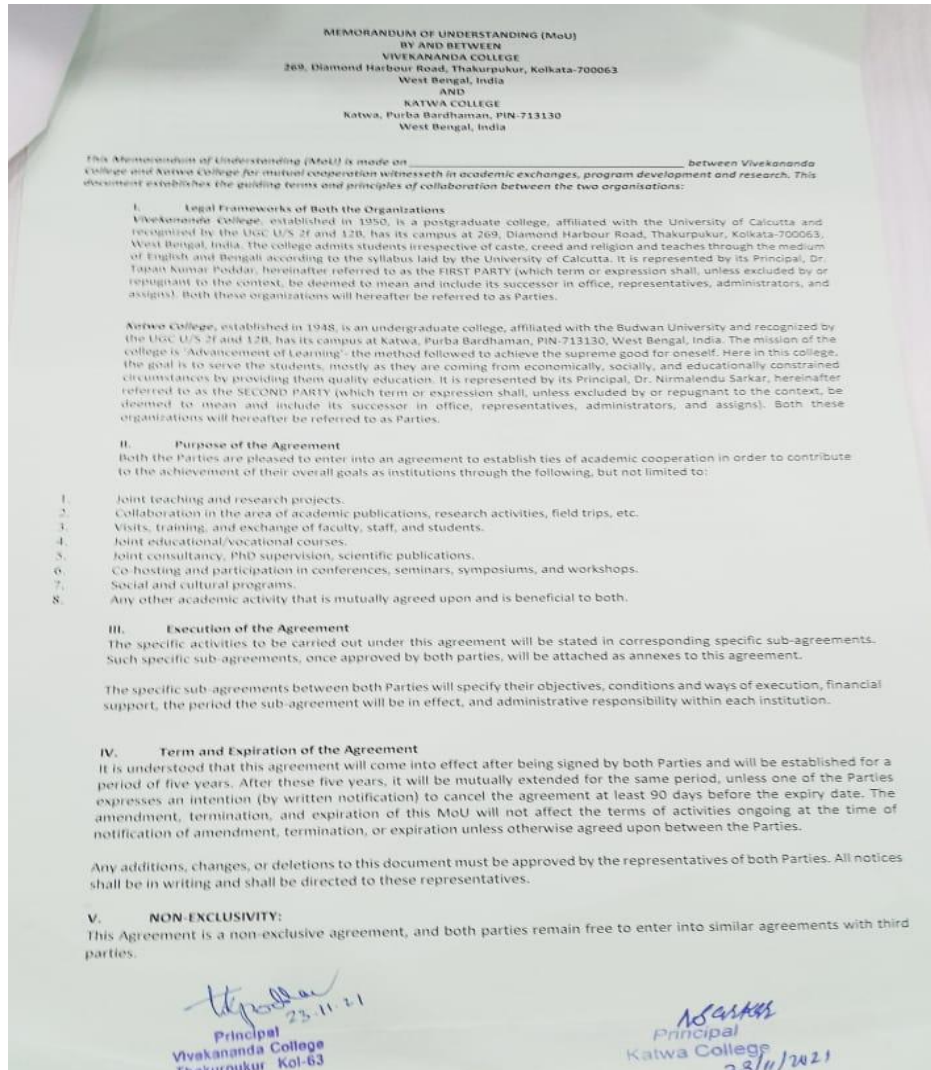 MEMORANDUM OF UNDERSTANDING (MoU)
BY AND BETWEEN
VIVEKANANDA COLLEGE
269, Diamond Harbour Road, Thakurpukur, Kolkata-700063
West Bengal, India
AND
KATWA COLLEGE
Katwa, Purba Bardhaman, PIN-713130
West Bengal, India
This Memorandum of Understanding (MoU) is made on ______ between Vivekananda
College and Katwa College for mutual cooperation witnesseth in academic exchanges, program development and research. This
document establishes the guiding terms and principles of collaboration between the two organisations:
I. Legal Frameworks of Both the Organizations
Vivekananda College, established in 1950, is a postgraduate college, affiliated with the University of Calcutta and
recognized by the UGC U/S 2f and 12B, has its campus at 269, Diamond Harbour Road, Thakurpukur, Kolkata-700063,
West Bengal, India. The college admits students irrespective of caste, creed and religion and teaches through the medium
of English and Bengali according to the syllabus laid by the University of Calcutta. It is represented by its Principal, Dr.
Tapan Kumar Poddar, hereinafter referred to as the FIRST PARTY (which term or expression shall, unless excluded by or
repugnant to the context, be deemed to mean and include its successor in office, representatives, administrators, and
assigns). Both these organizations will hereafter be referred to as Parties.
Katwa College, established in 1948, is an undergraduate college, affiliated with the Budwan University and recognized by
the UGC U/S 2f and 12B, has its campus at Katwa, Purba Bardhaman, PIN-713130, West Bengal, India. The mission of the
college is 'Advancement of Learning'- the method followed to achieve the supreme good for oneself. Here in this college,
the goal is to serve the students, mostly as they are coming from economically, socially, and educationally constrained
circumstances by providing them quality education. It is represented by its Principal, Dr. Nirmalendu Sarkar, hereinafter
referred to as the SECOND PARTY (which term or expression shall, unless excluded by or repugnant to the context, be
deemed to mean and include its successor in office, representatives, administrators, and assigns). Both these
organizations will hereafter be referred to as Parties.
II. Purpose of the Agreement
Both the Parties are pleased to enter into an agreement to establish ties of academic cooperation in order to contribute
to the achievement of their overall goals as institutions through the following, but not limited to:
1. Joint teaching and research projects.
2. Collaboration in the area of academic publications, research activities, field trips, etc.
3. Visits, training, and exchange of faculty, staff, and students.
4. Joint educational/vocational courses.
5. Joint consultancy, PhD supervision, scientific publications.
6. Co-hosting and participation in conferences, seminars, symposiums, and workshops.
7. Social and cultural programs.
8. Any other academic activity that is mutually agreed upon and is beneficial to both.
III. Execution of the Agreement
The specific activities to be carried out under this agreement will be stated in corresponding specific sub-agreements.
Such specific sub-agreements, once approved by both parties, will be attached as annexes to this agreement.
The specific sub-agreements between both Parties will specify their objectives, conditions and ways of execution, financial
support, the period the sub-agreement will be in effect, and administrative responsibility within each institution.
IV. Term and Expiration of the Agreement
It is understood that this agreement will come into effect after being signed by both Parties and will be established for a
period of five years. After these five years, it will be mutually extended for the same period, unless one of the Parties
expresses an intention (by written notification) to cancel the agreement at least 90 days before the expiry date. The
amendment, termination, and expiration of this MoU will not affect the terms of activities ongoing at the time of
notification of amendment, termination, or expiration unless otherwise agreed upon between the Parties.
Any additions, changes, or deletions to this document must be approved by the representatives of both Parties. All notices
shall be in writing and shall be directed to these representatives.
V. NON-EXCLUSIVITY:
This Agreement is a non-exclusive agreement, and both parties remain free to enter into similar agreements with third
parties.
23.11.21
Principal
Vivekananda College
Thakurpukur Kol-63
NSarkar
Principal
Katwa College
23/11/2021